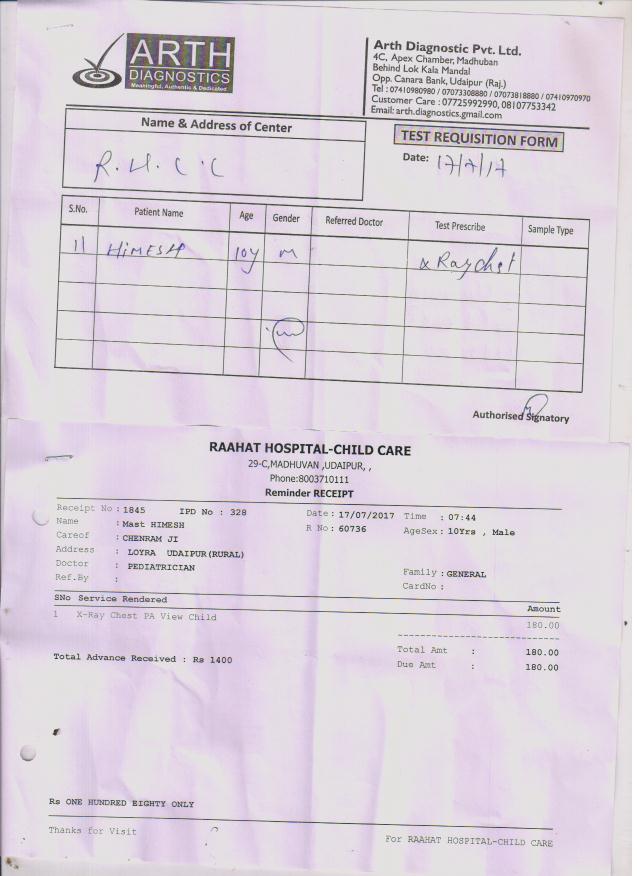 ARTH
DIAGNOSTICS
Meaningful, Authentic & Dedicated
Arth Diagnostic Pvt. Ltd.
4C, Apex Chamber, Madhuban
Behind Lok Kala Mandal
Opp. Canara Bank, Udaipur (Raj.)
Tel : 07410980980 / 07073308880 / 07073818880 / 07410970970
Customer Care : 07725992990, 08107753342
Email: arth.diagnostics.gmail.com
Name & Address of Center
R.H.C.C
TEST REQUISITION FORM
Date: 17/7/17
S.No. Patient Name Age Gender Referred Doctor Test Prescribe Sample Type
1) HIMESH 10y M x Ray chst
Authorised Signatory
RAAHAT HOSPITAL-CHILD CARE
29-C,MADHUVAN ,UDAIPUR, ,
Phone:8003710111
Reminder RECEIPT
Receipt No : 1845 IPD No : 328 Date : 17/07/2017 Time : 07:44
Name : Mast HIMESH R No : 60736 AgeSex : 10Yrs , Male
Careof : CHENRAM JI
Address : LOYRA UDAIPUR(RURAL)
Doctor : PEDIATRICIAN Family : GENERAL
Ref.By : CardNo :
SNo Service Rendered Amount
1 X-Ray Chest PA View Child 180.00
Total Amt : 180.00
Total Advance Received : Rs 1400 Due Amt : 180.00
Rs ONE HUNDRED EIGHTY ONLY
Thanks for Visit For RAAHAT HOSPITAL-CHILD CARE